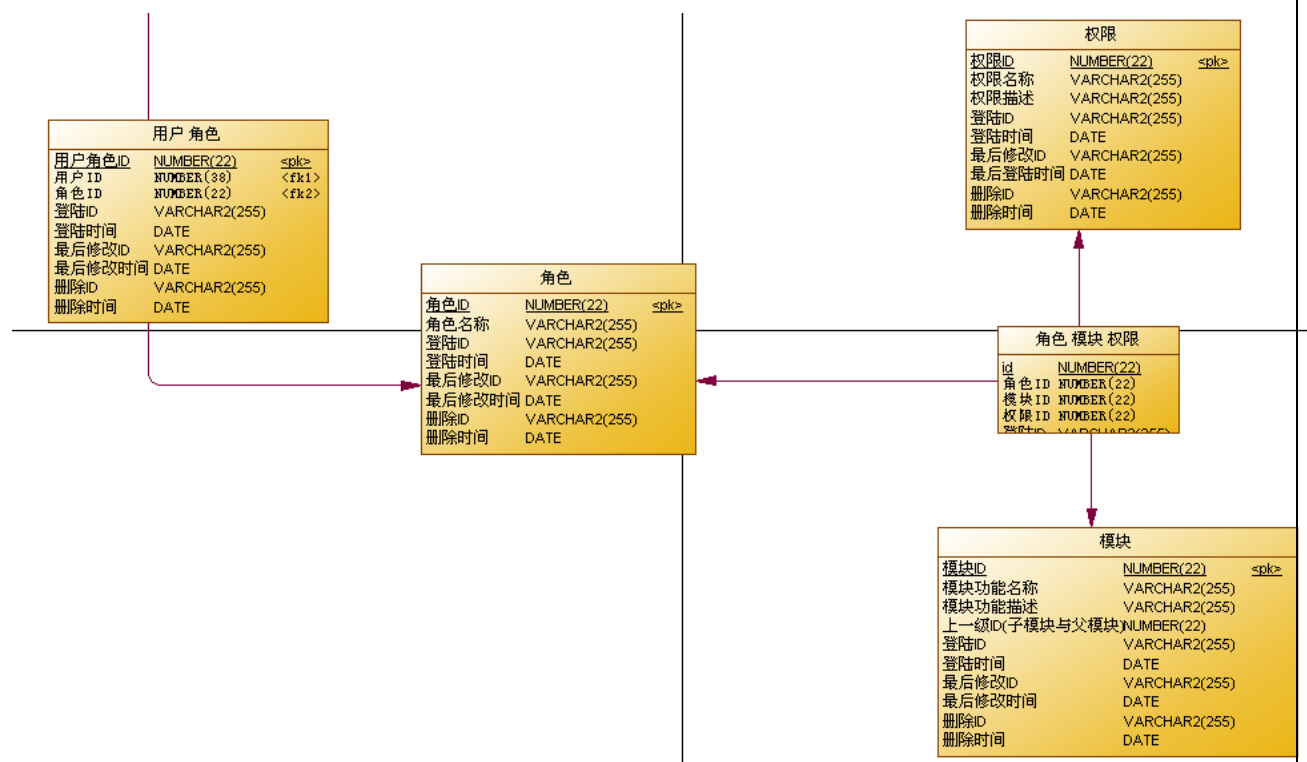 用户 角色
用户角色ID NUMBER(22) <pk>
用户ID NUMBER(38) <fk1>
角色ID NUMBER(22) <fk2>
登陆ID VARCHAR2(255)
登陆时间 DATE
最后修改ID VARCHAR2(255)
最后修改时间 DATE
删除ID VARCHAR2(255)
删除时间 DATE
角色
角色ID NUMBER(22) <pk>
角色名称 VARCHAR2(255)
登陆ID VARCHAR2(255)
登陆时间 DATE
最后修改ID VARCHAR2(255)
最后修改时间 DATE
删除ID VARCHAR2(255)
删除时间 DATE
权限
权限ID NUMBER(22) <pk>
权限名称 VARCHAR2(255)
权限描述 VARCHAR2(255)
登陆ID VARCHAR2(255)
登陆时间 DATE
最后修改ID VARCHAR2(255)
最后登陆时间 DATE
删除ID VARCHAR2(255)
删除时间 DATE
角色 模块 权限
id NUMBER(22)
角色ID NUMBER(22)
模块ID NUMBER(22)
权限ID NUMBER(22)
登陆ID VARCHAR2(255)
模块
模块ID NUMBER(22) <pk>
模块功能名称 VARCHAR2(255)
模块功能描述 VARCHAR2(255)
上一级ID(子模块与父模块)NUMBER(22)
登陆ID VARCHAR2(255)
登陆时间 DATE
最后修改ID VARCHAR2(255)
最后修改时间 DATE
删除ID VARCHAR2(255)
删除时间 DATE